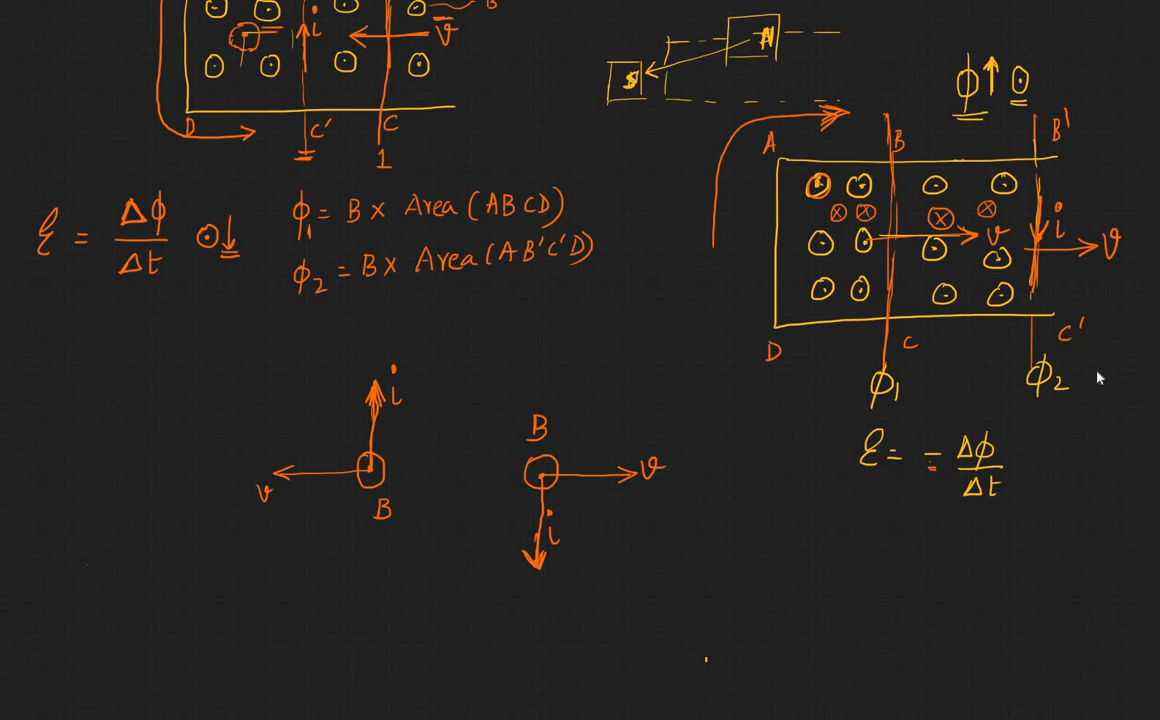 i
v̅
B
D
C'
C
1
ℰ = Δϕ/Δt ⊙↓
ϕ₁ = B x Area (ABCD)
ϕ₂ = B x Area (AB'C'D)
N
S
ϕ↑ ⊙
A
B
B'
i
v
v
D
C
C'
ϕ₁
ϕ₂
ℰ = - Δϕ/Δt
i
v
B
B
v
i